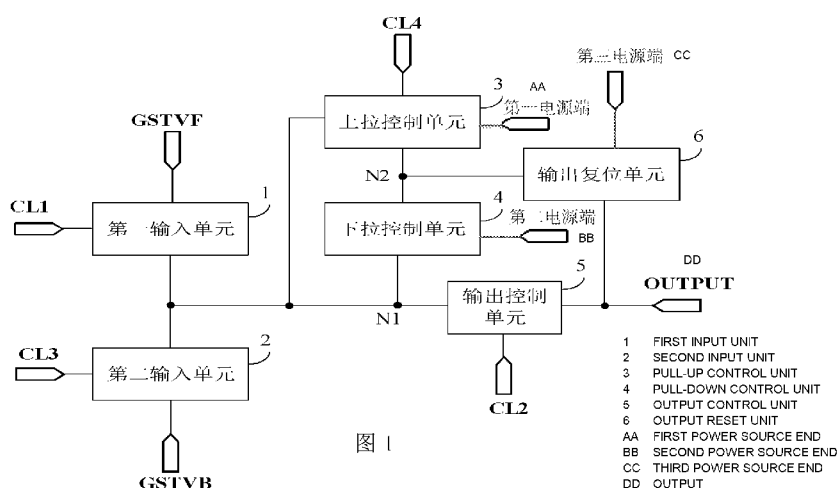 CL4
第三电源端 CC
3
AA
第一电源端
上拉控制单元
GSTVF
6
N2
输出复位单元
CL1
1
第一输入单元
4
下拉控制单元
第二电源端
BB
5
DD
OUTPUT
输出控制
单元
N1
CL3
2
第二输入单元
CL2
GSTVB
图 1
1 FIRST INPUT UNIT
2 SECOND INPUT UNIT
3 PULL-UP CONTROL UNIT
4 PULL-DOWN CONTROL UNIT
5 OUTPUT CONTROL UNIT
6 OUTPUT RESET UNIT
AA FIRST POWER SOURCE END
BB SECOND POWER SOURCE END
CC THIRD POWER SOURCE END
DD OUTPUT